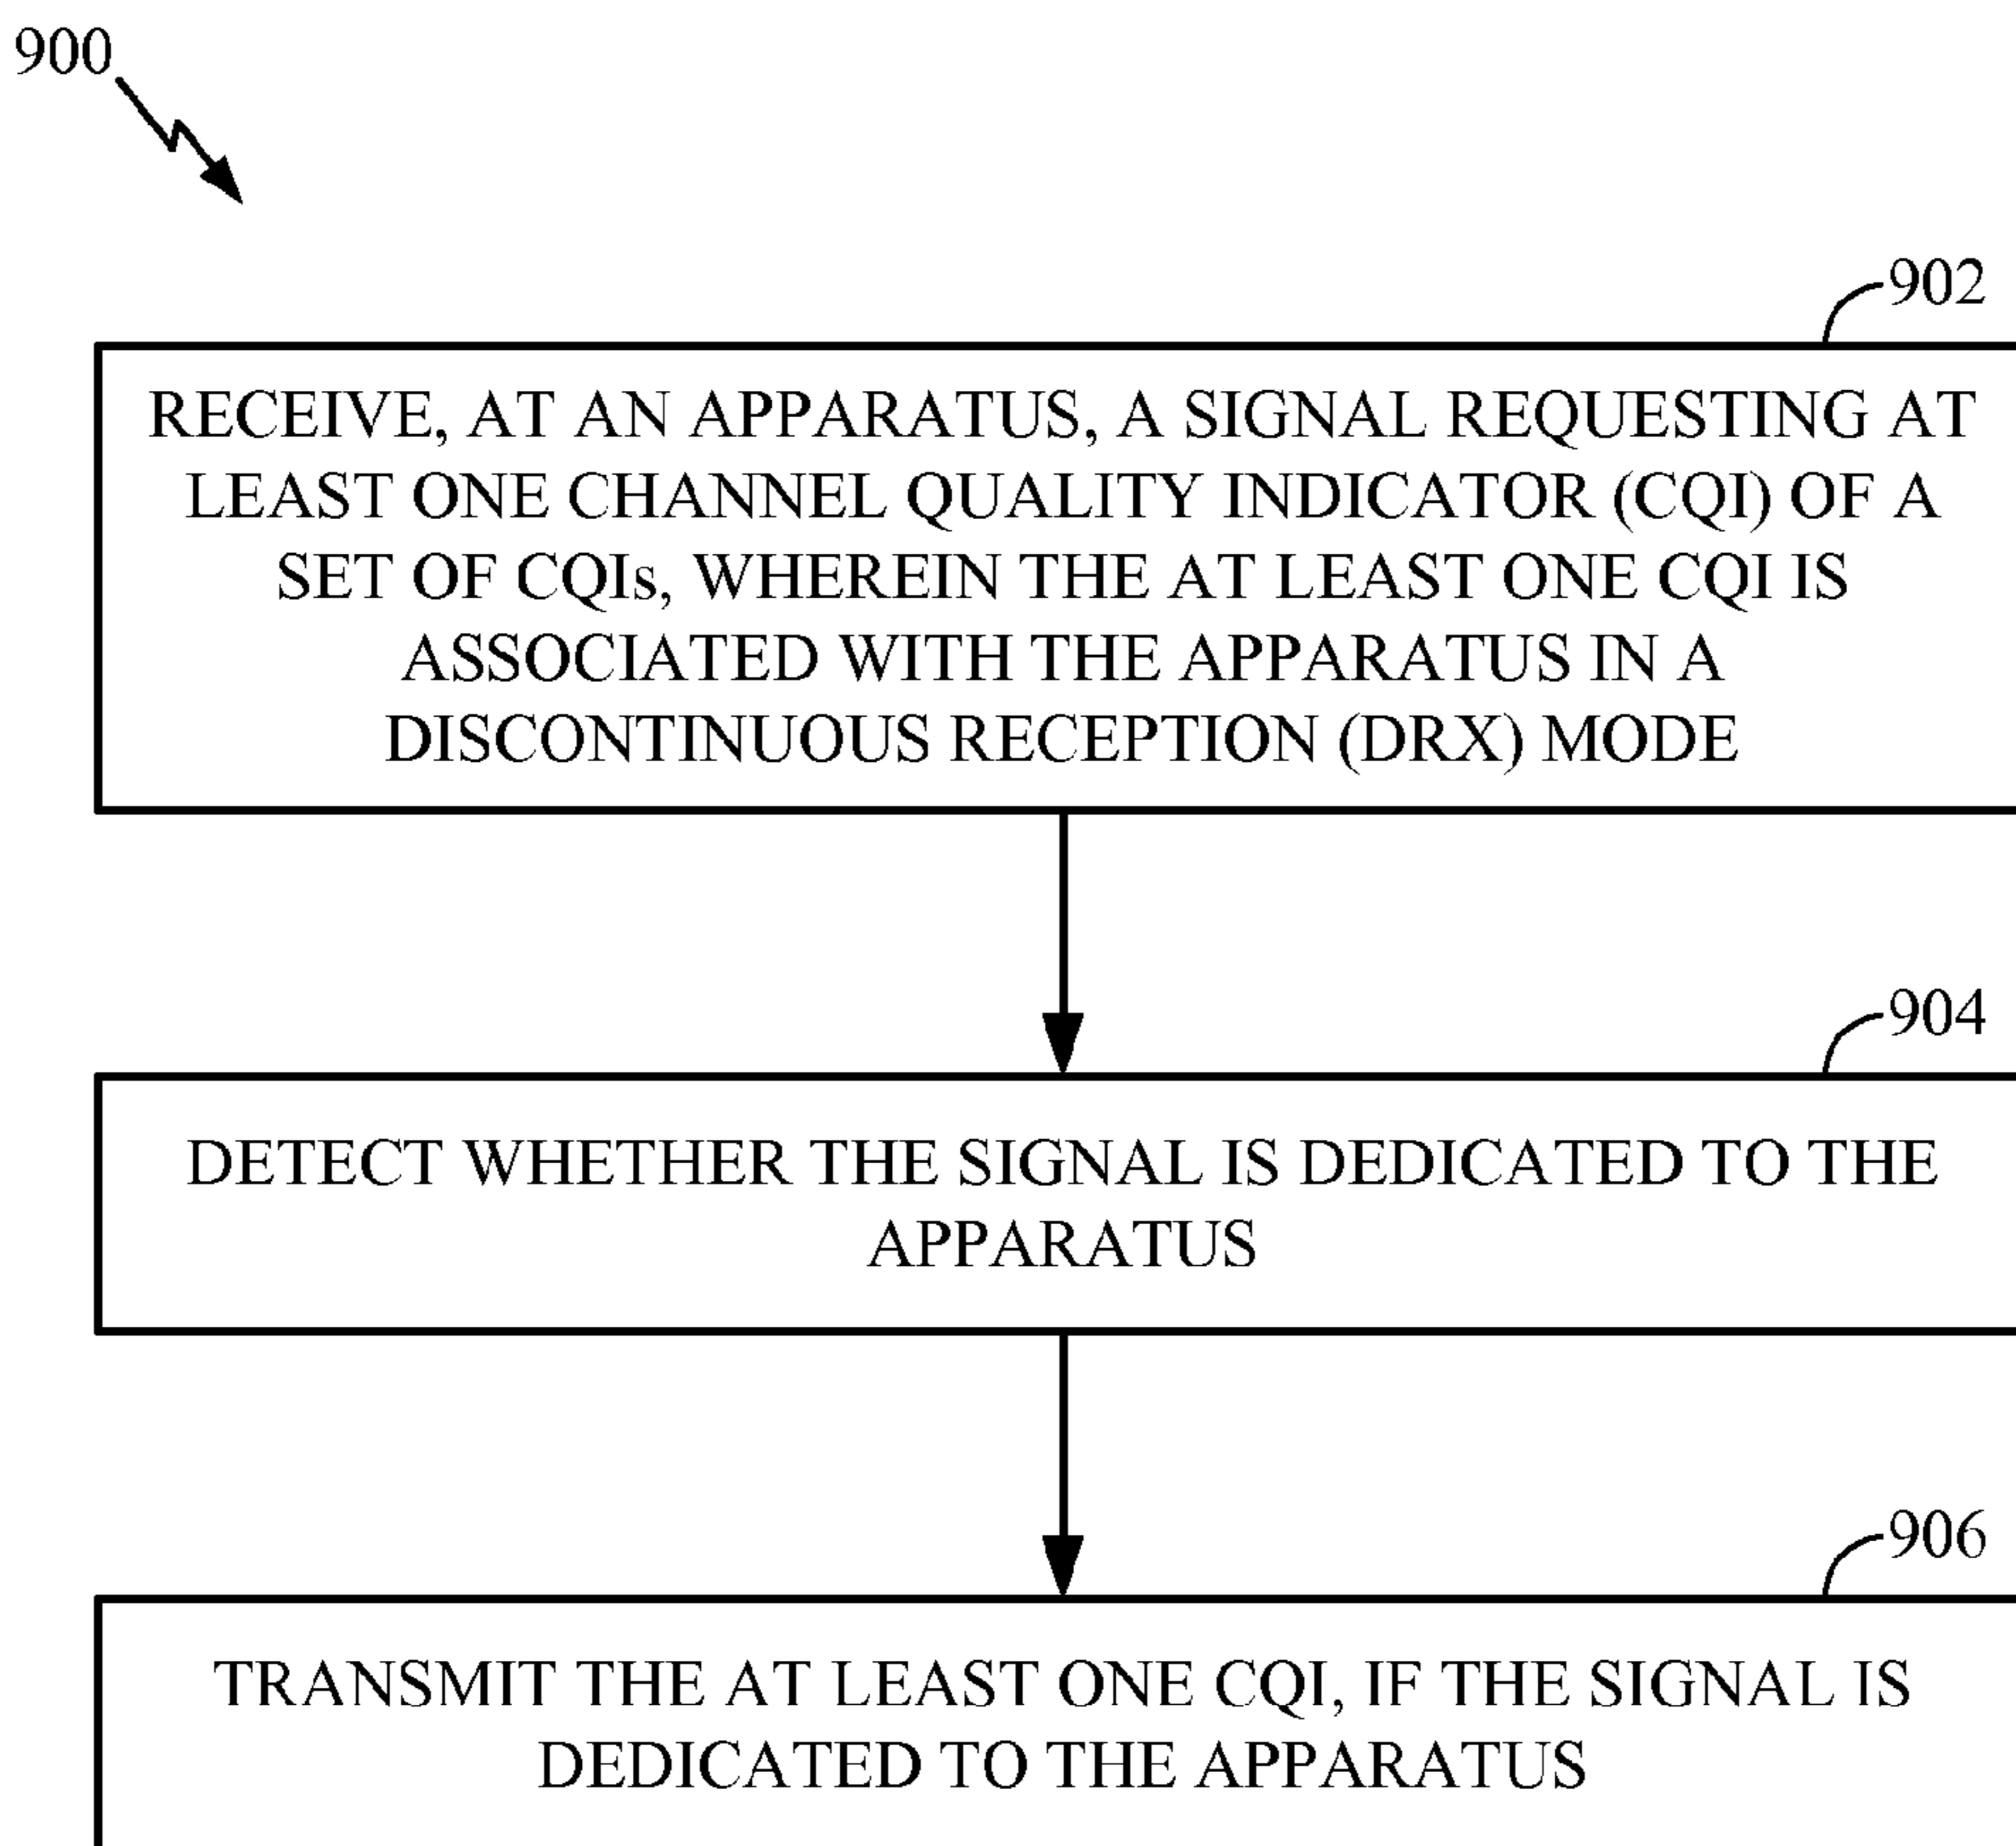 900
902
RECEIVE, AT AN APPARATUS, A SIGNAL REQUESTING AT
LEAST ONE CHANNEL QUALITY INDICATOR (CQI) OF A
SET OF CQIs, WHEREIN THE AT LEAST ONE CQI IS
ASSOCIATED WITH THE APPARATUS IN A
DISCONTINUOUS RECEPTION (DRX) MODE
904
DETECT WHETHER THE SIGNAL IS DEDICATED TO THE
APPARATUS
906
TRANSMIT THE AT LEAST ONE CQI, IF THE SIGNAL IS
DEDICATED TO THE APPARATUS